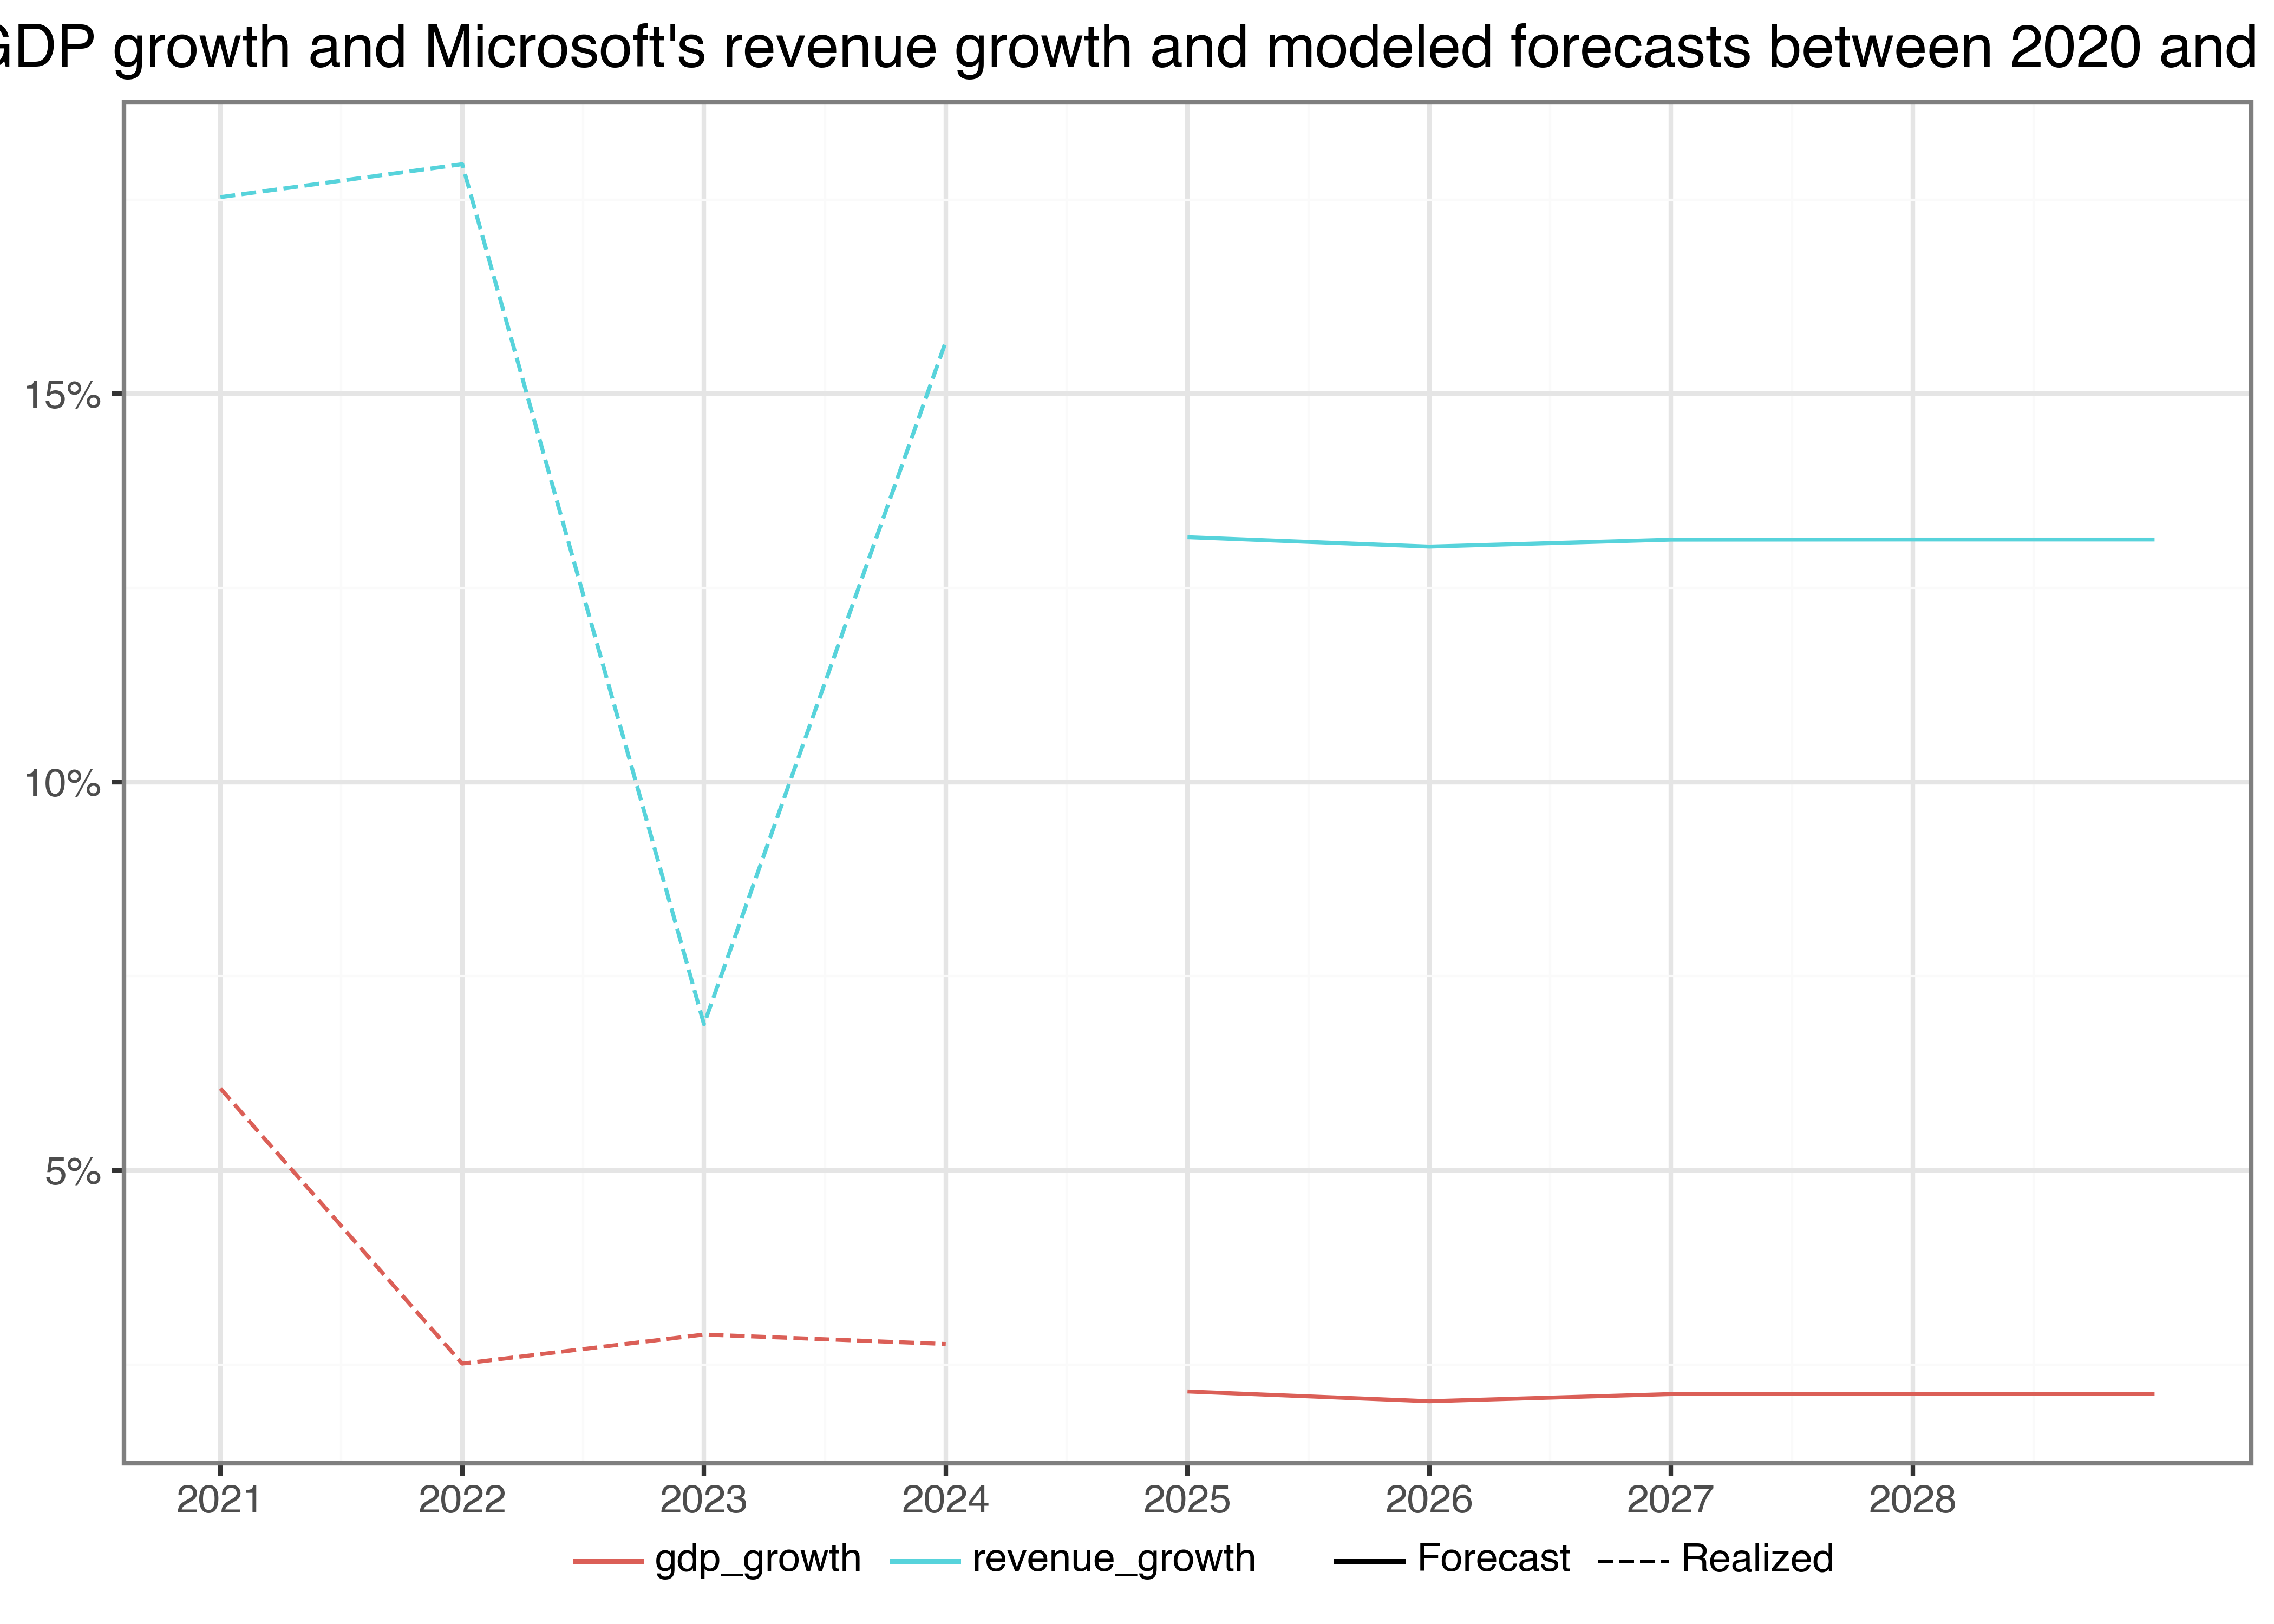 GDP growth and Microsoft's revenue growth and modeled forecasts between 2020 and
15%
10%
5%
2021 2022 2023 2024 2025 2026 2027 2028
gdp_growth revenue_growth Forecast Realized